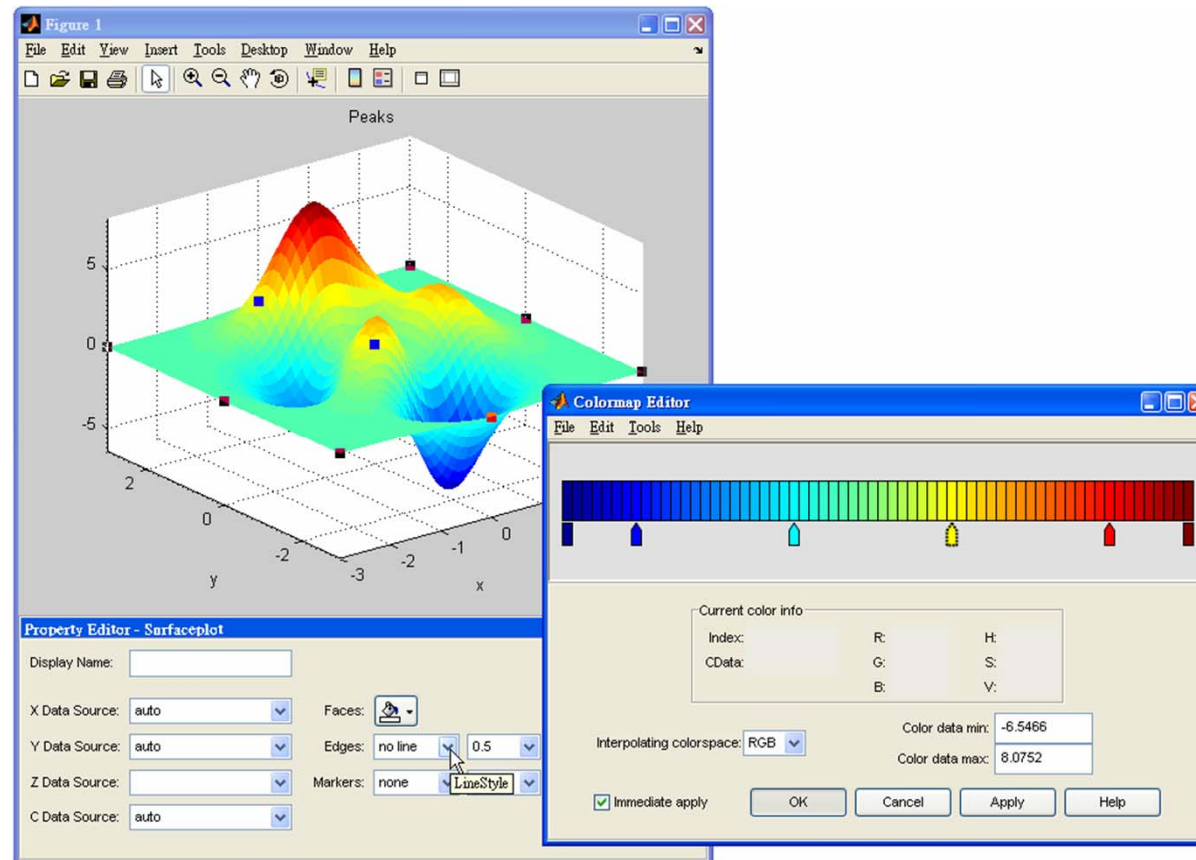 Figure 1
File Edit View Insert Tools Desktop Window Help
Peaks
5
0
-5
2
0
-2
y
-3
-2
-1
0
x
Property Editor - Surfaceplot
Display Name:
X Data Source: auto
Y Data Source: auto
Z Data Source:
C Data Source: auto
Faces:
Edges: no line 0.5
Markers: none
LineStyle
Colormap Editor
File Edit Tools Help
Current color info
Index: R: H:
CData: G: S:
B: V:
Interpolating colorspace: RGB
Color data min: -6.5466
Color data max: 8.0752
Immediate apply OK Cancel Apply Help